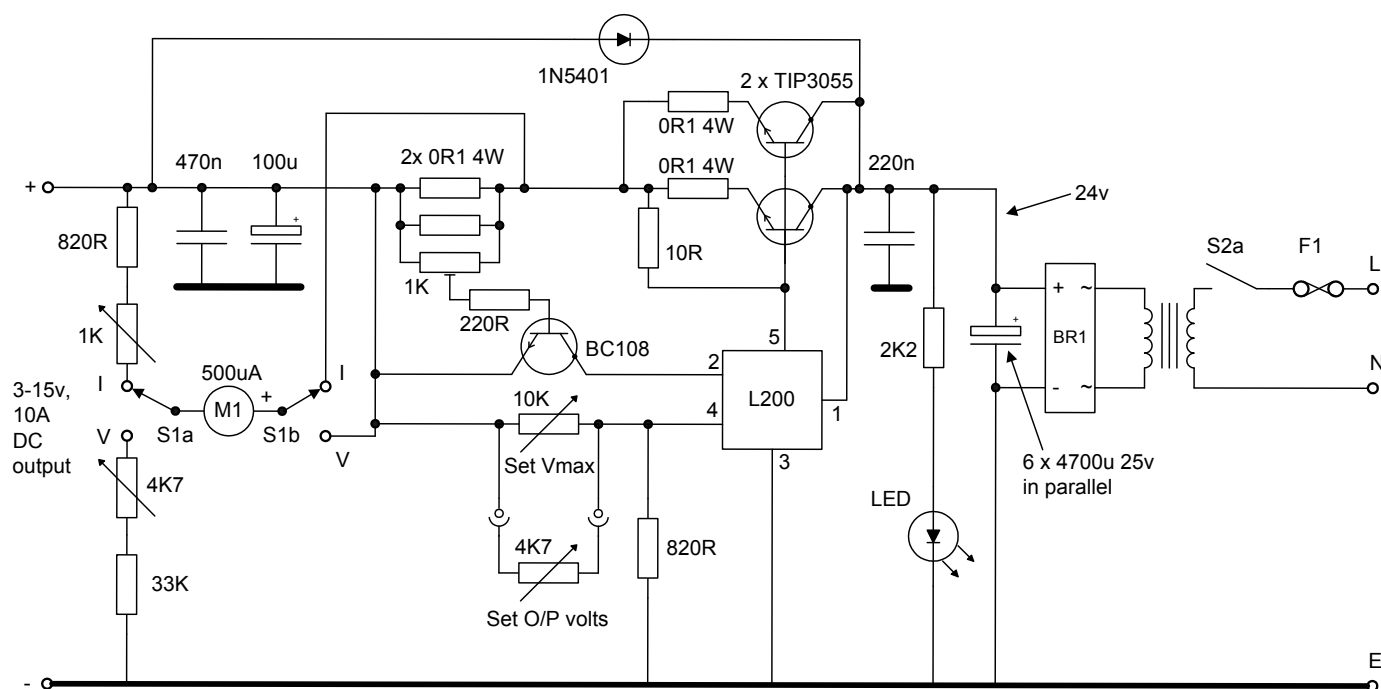 1N5401
2 x TIP3055
0R1 4W
470n
100u
2x 0R1 4W
0R1 4W
220n
24v
+
+
820R
10R
S2a
F1
L
1K
220R
+
~
1K
5
+
2K2
BR1
BC108
2
N
I
500uA
I
-
~
3-15v,
10A
DC
output
M1
+
10K
L200
4
1
S1a
S1b
V
V
3
6 x 4700u 25v
in parallel
Set Vmax
4K7
LED
4K7
820R
33K
Set O/P volts
E
-